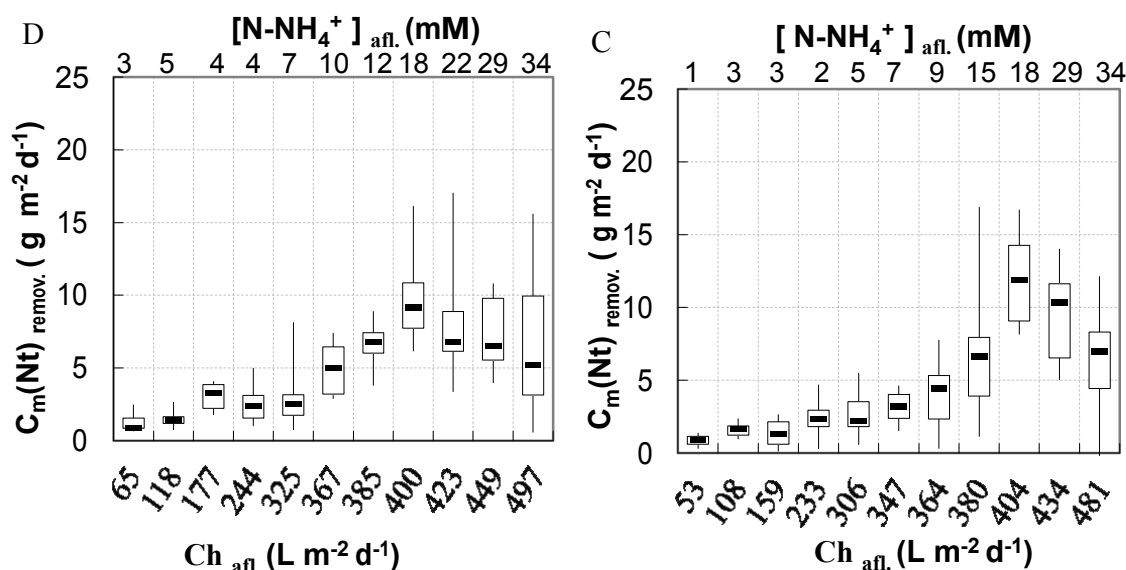 D
[N-NH4+ ] afl. (mM)
3 5 4 4 7 10 12 18 22 29 34
25
20
15
10
5
0
Cm(Nt) remov. ( g m-2 d-1)
65 118 177 244 325 367 385 400 423 449 497
Ch afl. (L m-2 d-1)
C
[ N-NH4+ ] afl. (mM)
1 3 3 2 5 7 9 15 18 29 34
25
20
15
10
5
0
Cm(Nt) remov. ( g m-2 d-1)
53 108 159 233 306 347 364 380 404 434 481
Ch afl. (L m-2 d-1)